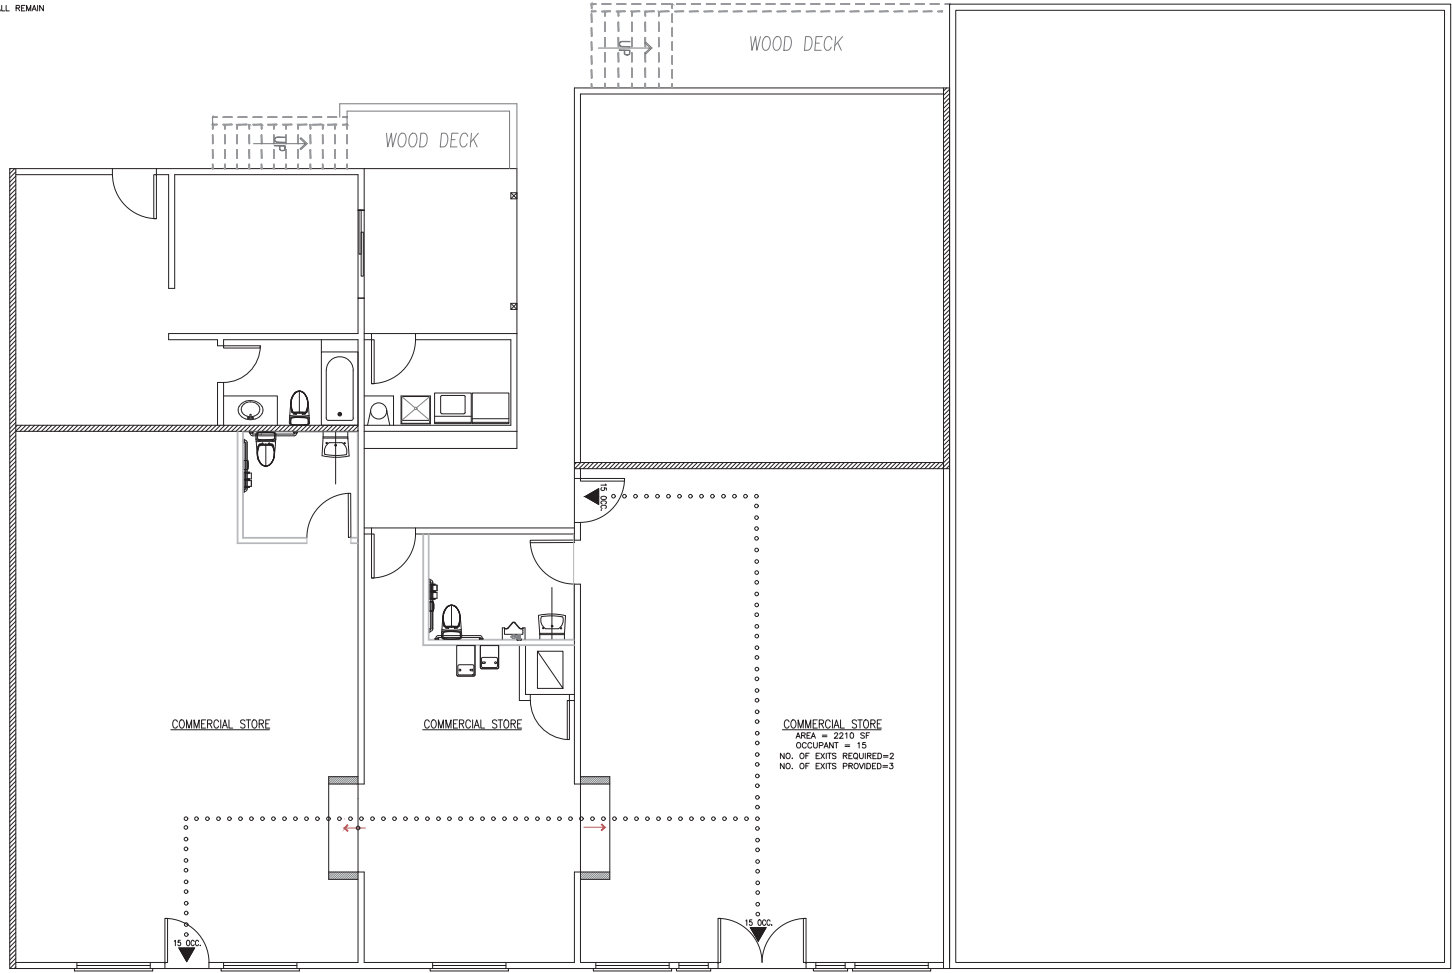 ALL REMAIN
UP
WOOD DECK
UP
WOOD DECK
15 OCC.
COMMERCIAL STORE
COMMERCIAL STORE
COMMERCIAL STORE
AREA = 2210 SF
OCCUPANT = 15
NO. OF EXITS REQUIRED=2
NO. OF EXITS PROVIDED=3
15 OCC.
15 OCC.